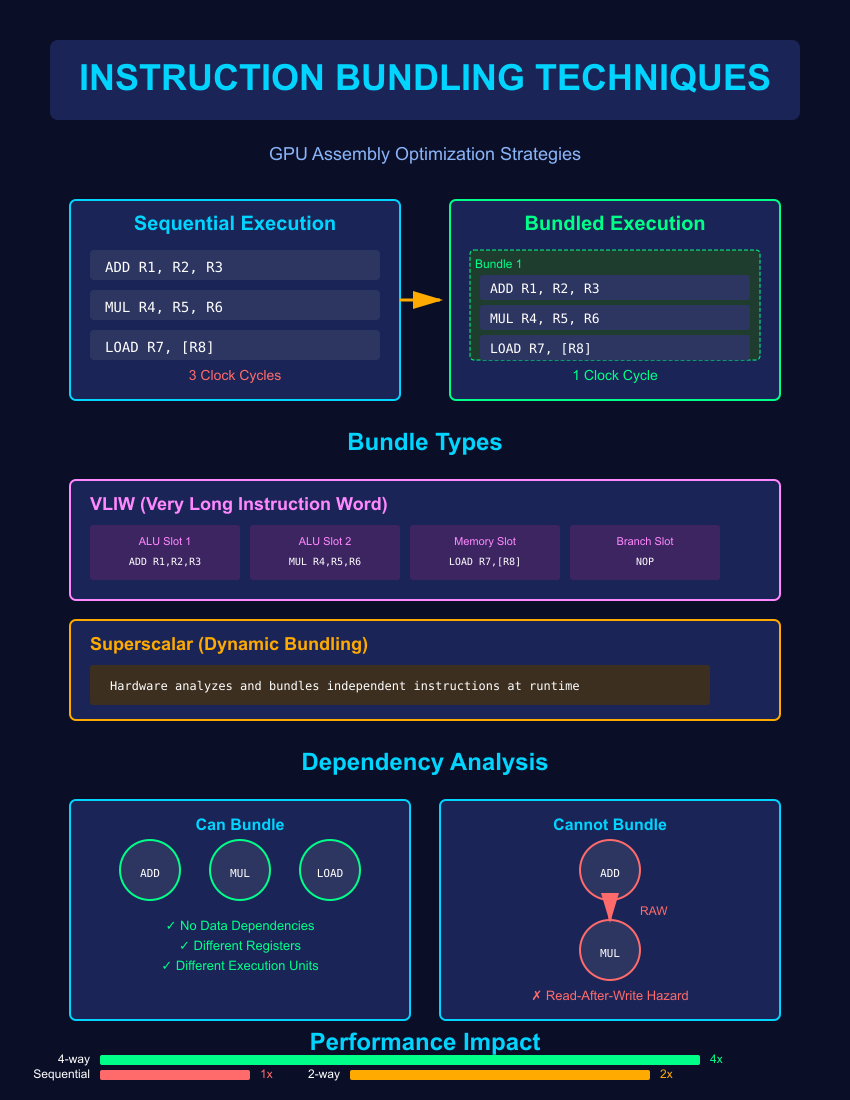 INSTRUCTION BUNDLING TECHNIQUES
GPU Assembly Optimization Strategies
Sequential Execution
ADD R1, R2, R3
MUL R4, R5, R6
LOAD R7, [R8]
3 Clock Cycles
Bundled Execution
Bundle 1
ADD R1, R2, R3
MUL R4, R5, R6
LOAD R7, [R8]
1 Clock Cycle
Bundle Types
VLIW (Very Long Instruction Word)
ALU Slot 1
ADD R1,R2,R3
ALU Slot 2
MUL R4,R5,R6
Memory Slot
LOAD R7,[R8]
Branch Slot
NOP
Superscalar (Dynamic Bundling)
Hardware analyzes and bundles independent instructions at runtime
Dependency Analysis
Can Bundle
ADD MUL LOAD
✓ No Data Dependencies
✓ Different Registers
✓ Different Execution Units
Cannot Bundle
ADD
RAW
MUL
✗ Read-After-Write Hazard
Performance Impact
4-way 4x
Sequential 1x 2-way 2x